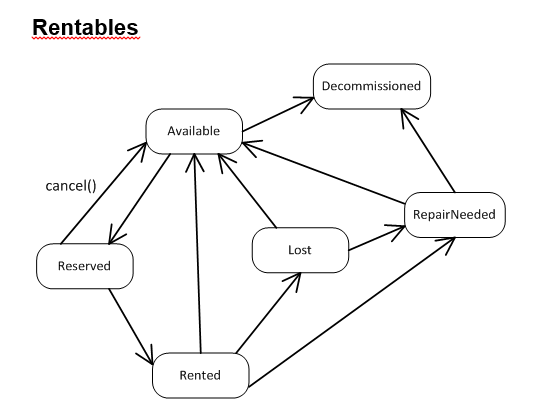 Rentables
Decommissioned
Available
cancel()
RepairNeeded
Lost
Reserved
Rented